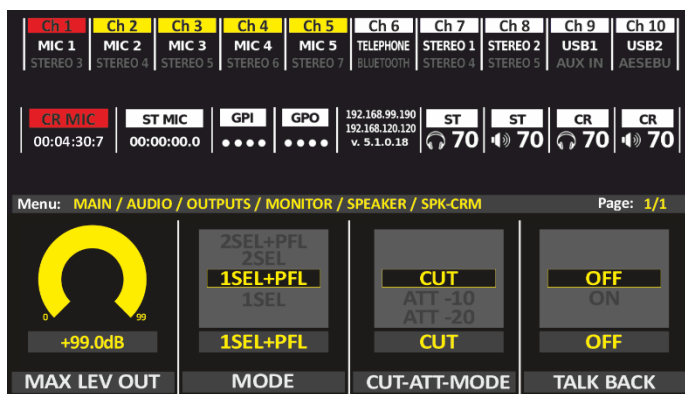 Ch 1 Ch 2 Ch 3 Ch 4 Ch 5 Ch 6 Ch 7 Ch 8 Ch 9 Ch 10
MIC 1 MIC 2 MIC 3 MIC 4 MIC 5 TELEPHONE STEREO 1 STEREO 2 USB1 USB2
STEREO 3 STEREO 4 STEREO 5 STEREO 6 STEREO 7 BLUETOOTH STEREO 4 STEREO 5 AUX IN AESEBU
CR MIC ST MIC GPI GPO 192.168.99.190 ST ST CR CR
192.168.120.120
00:04:30:7 00:00:00.0 v. 5.1.0.18 70 70 70 70
Menu: MAIN / AUDIO / OUTPUTS / MONITOR / SPEAKER / SPK-CRM Page: 1/1
2SEL+PFL
2SEL
1SEL+PFL CUT OFF
1SEL ATT -10 ON
ATT -20
0 99
+99.0dB 1SEL+PFL CUT OFF
MAX LEV OUT MODE CUT-ATT-MODE TALK BACK